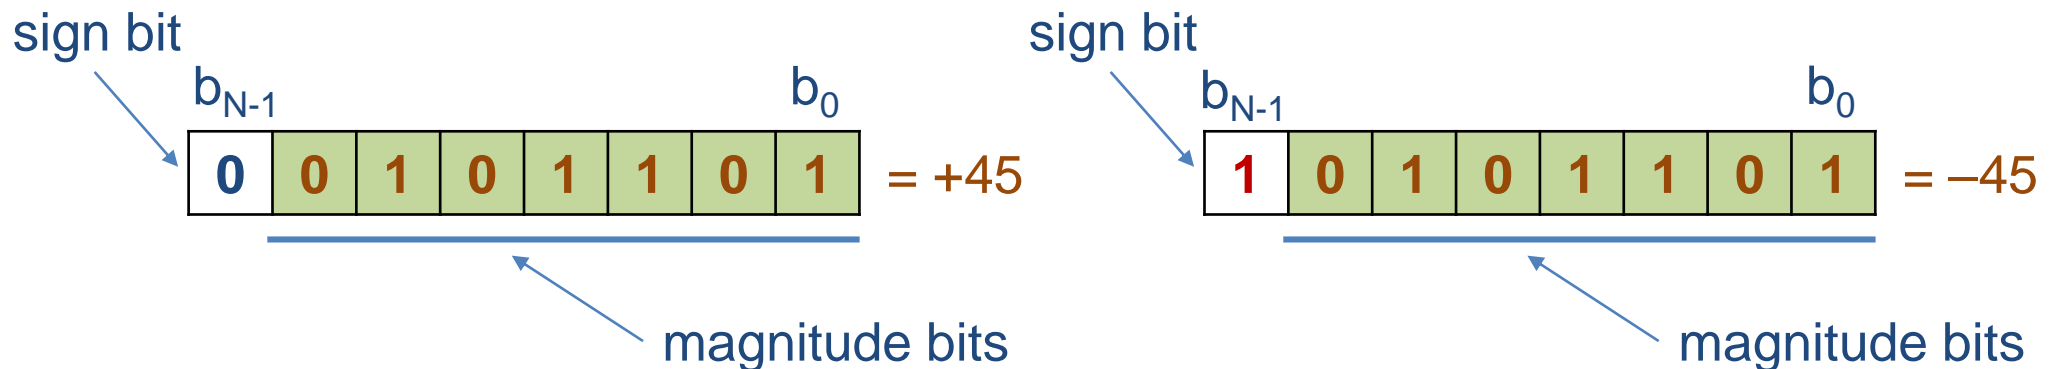 sign bit
b_N-1 b_0
0 0 1 0 1 1 0 1 = +45
magnitude bits
sign bit
b_N-1 b_0
1 0 1 0 1 1 0 1 = –45
magnitude bits